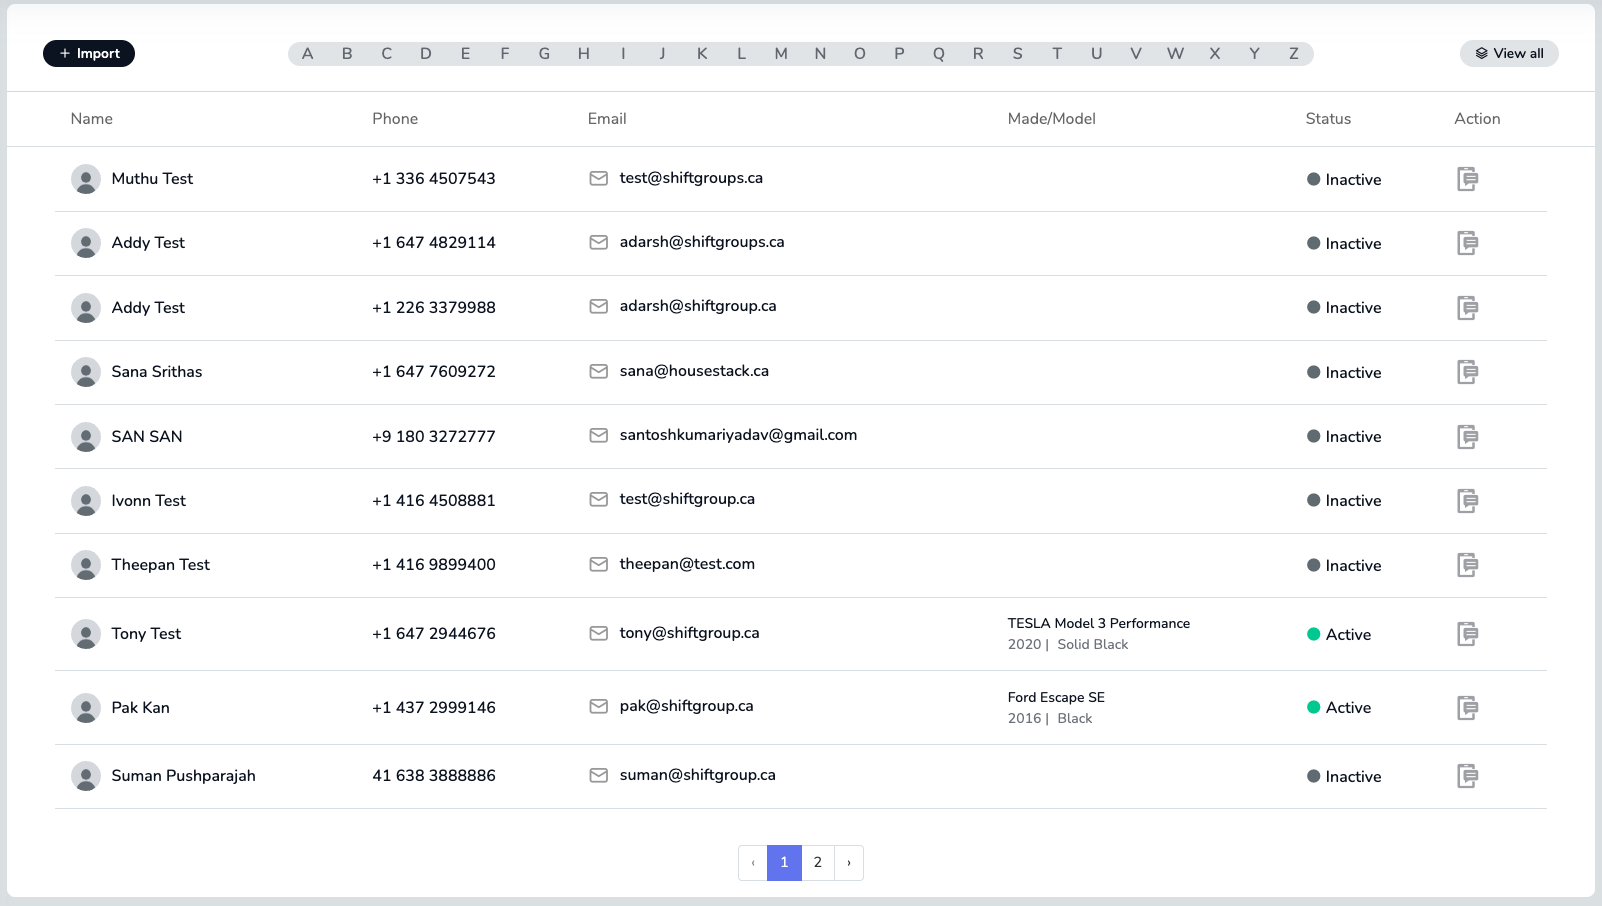 + Import
A B C D E F G H I J K L M N O P Q R S T U V W X Y Z
View all
Name Phone Email Made/Model Status Action
Muthu Test +1 336 4507543 test@shiftgroups.ca Inactive
Addy Test +1 647 4829114 adarsh@shiftgroups.ca Inactive
Addy Test +1 226 3379988 adarsh@shiftgroup.ca Inactive
Sana Srithas +1 647 7609272 sana@housestack.ca Inactive
SAN SAN +9 180 3272777 santoshkumariyadav@gmail.com Inactive
Ivonn Test +1 416 4508881 test@shiftgroup.ca Inactive
Theepan Test +1 416 9899400 theepan@test.com Inactive
Tony Test +1 647 2944676 tony@shiftgroup.ca TESLA Model 3 Performance Active
2020 | Solid Black
Pak Kan +1 437 2999146 pak@shiftgroup.ca Ford Escape SE Active
2016 | Black
Suman Pushparajah 41 638 3888886 suman@shiftgroup.ca Inactive
‹ 1 2 ›